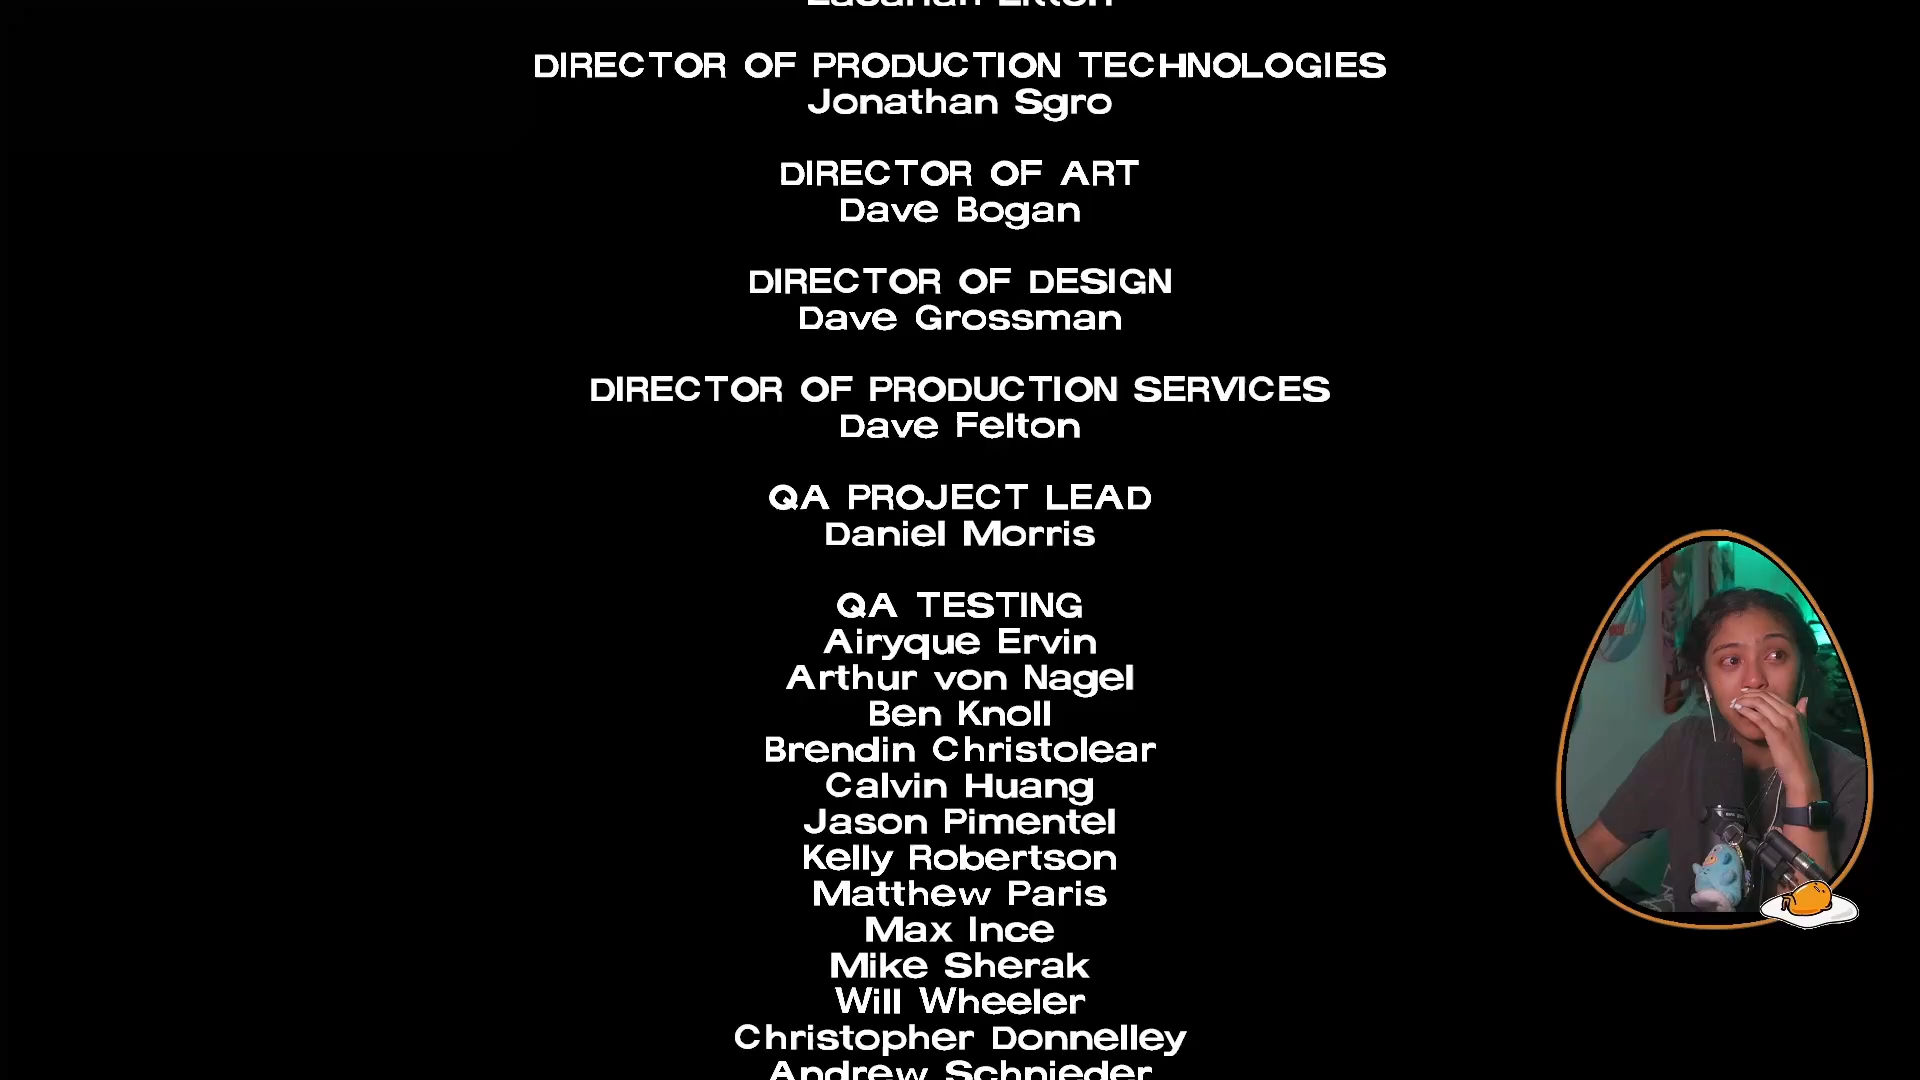 DIRECTOR OF PRODUCTION TECHNOLOGIES
Jonathan Sgro
DIRECTOR OF ART
Dave Bogan
DIRECTOR OF DESIGN
Dave Grossman
DIRECTOR OF PRODUCTION SERVICES
Dave Felton
QA PROJECT LEAD
Daniel Morris
QA TESTING
Airyque Ervin
Arthur von Nagel
Ben Knoll
Brendin Christolear
Calvin Huang
Jason Pimentel
Kelly Robertson
Matthew Paris
Max Ince
Mike Sherak
Will Wheeler
Christopher Donnelley
Andrew Schnieder